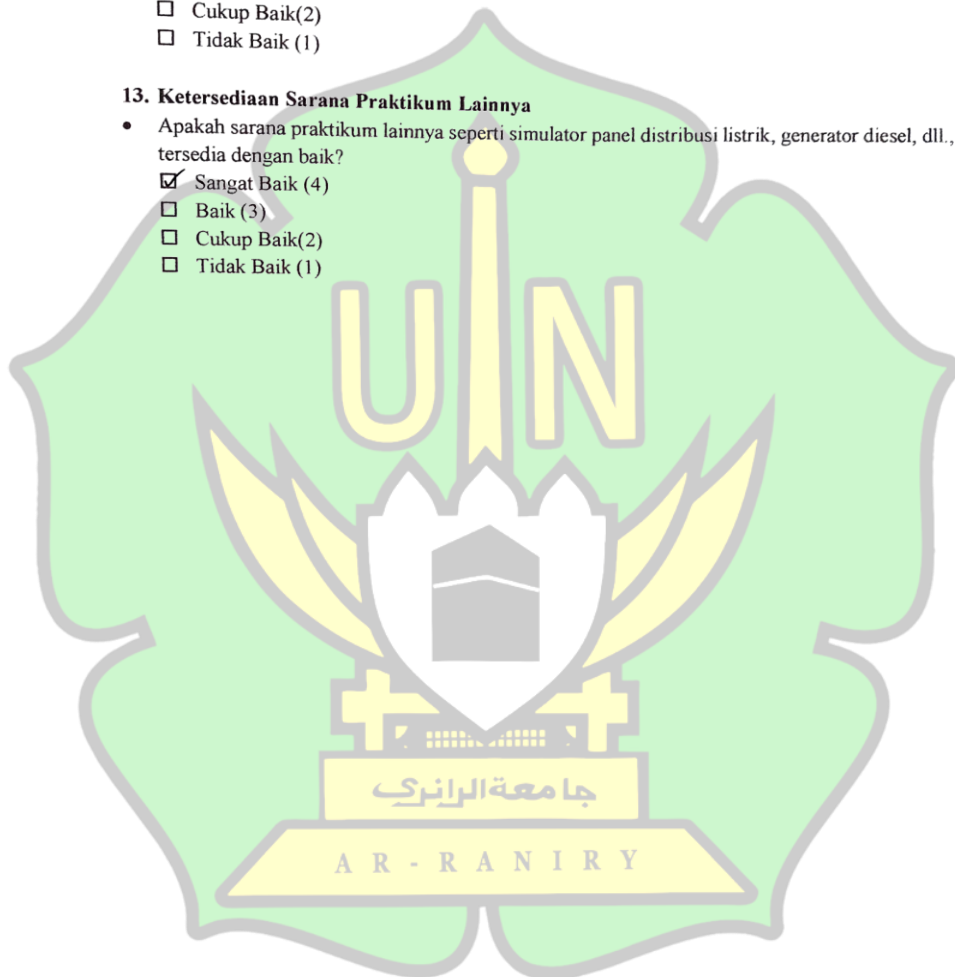 ☐ Cukup Baik(2)
☐ Tidak Baik (1)
13. Ketersediaan Sarana Praktikum Lainnya
• Apakah sarana praktikum lainnya seperti simulator panel distribusi listrik, generator diesel, dll.,
tersedia dengan baik?
☑ Sangat Baik (4)
☐ Baik (3)
☐ Cukup Baik(2)
☐ Tidak Baik (1)
UIN
جامعة الرانري
AR-RANIRY